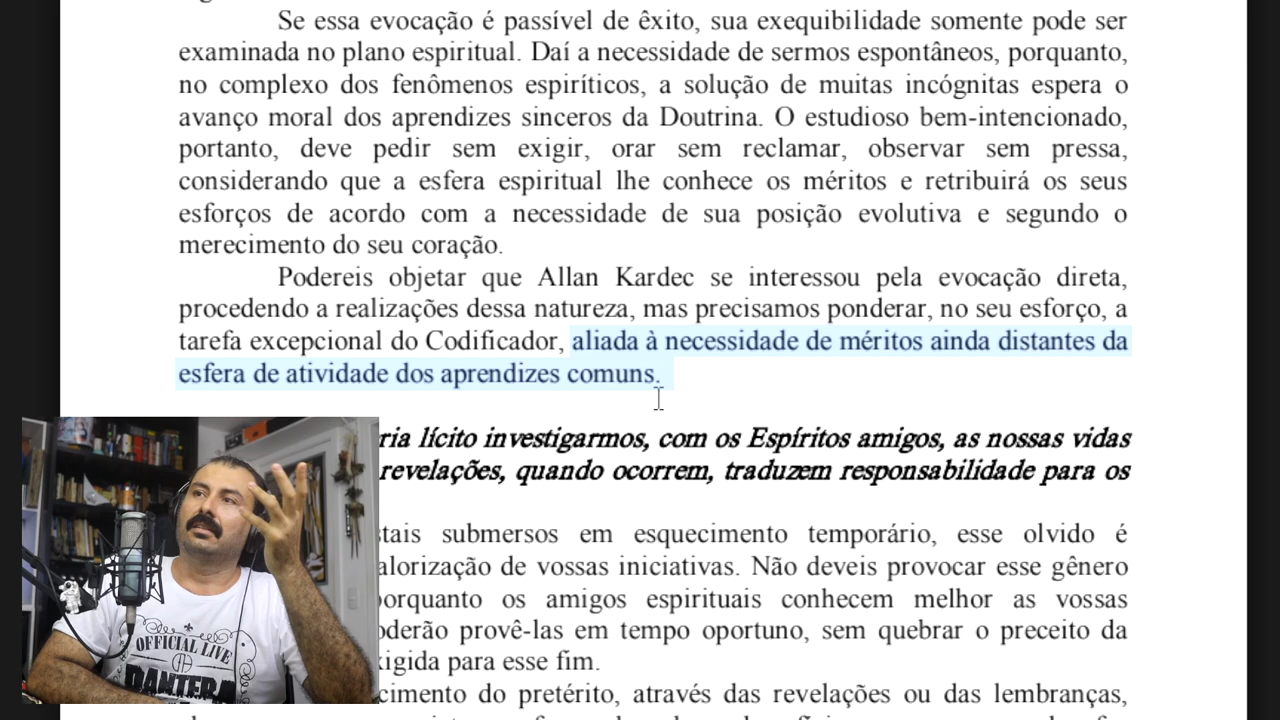 Se essa evocação é passível de êxito, sua exequibilidade somente pode ser
examinada no plano espiritual. Daí a necessidade de sermos espontâneos, porquanto,
no complexo dos fenômenos espiríticos, a solução de muitas incógnitas espera o
avanço moral dos aprendizes sinceros da Doutrina. O estudioso bem-intencionado,
portanto, deve pedir sem exigir, orar sem reclamar, observar sem pressa,
considerando que a esfera espiritual lhe conhece os méritos e retribuirá os seus
esforços de acordo com a necessidade de sua posição evolutiva e segundo o
merecimento do seu coração.
Podereis objetar que Allan Kardec se interessou pela evocação direta,
procedendo a realizações dessa natureza, mas precisamos ponderar, no seu esforço, a
tarefa excepcional do Codificador, aliada à necessidade de méritos ainda distantes da
esfera de atividade dos aprendizes comuns.
lícito investigarmos, com os Espíritos amigos, as nossas vidas
revelações, quando ocorrem, traduzem responsabilidade para os
submersos em esquecimento temporário, esse olvido é
de vossas iniciativas. Não deveis provocar esse gênero
porquanto os amigos espirituais conhecem melhor as vossas
provê-las em tempo oportuno, sem quebrar o preceito da
para esse fim.
do pretérito, através das revelações ou das lembranças,
OFFICIAL LIVE
PANTERA